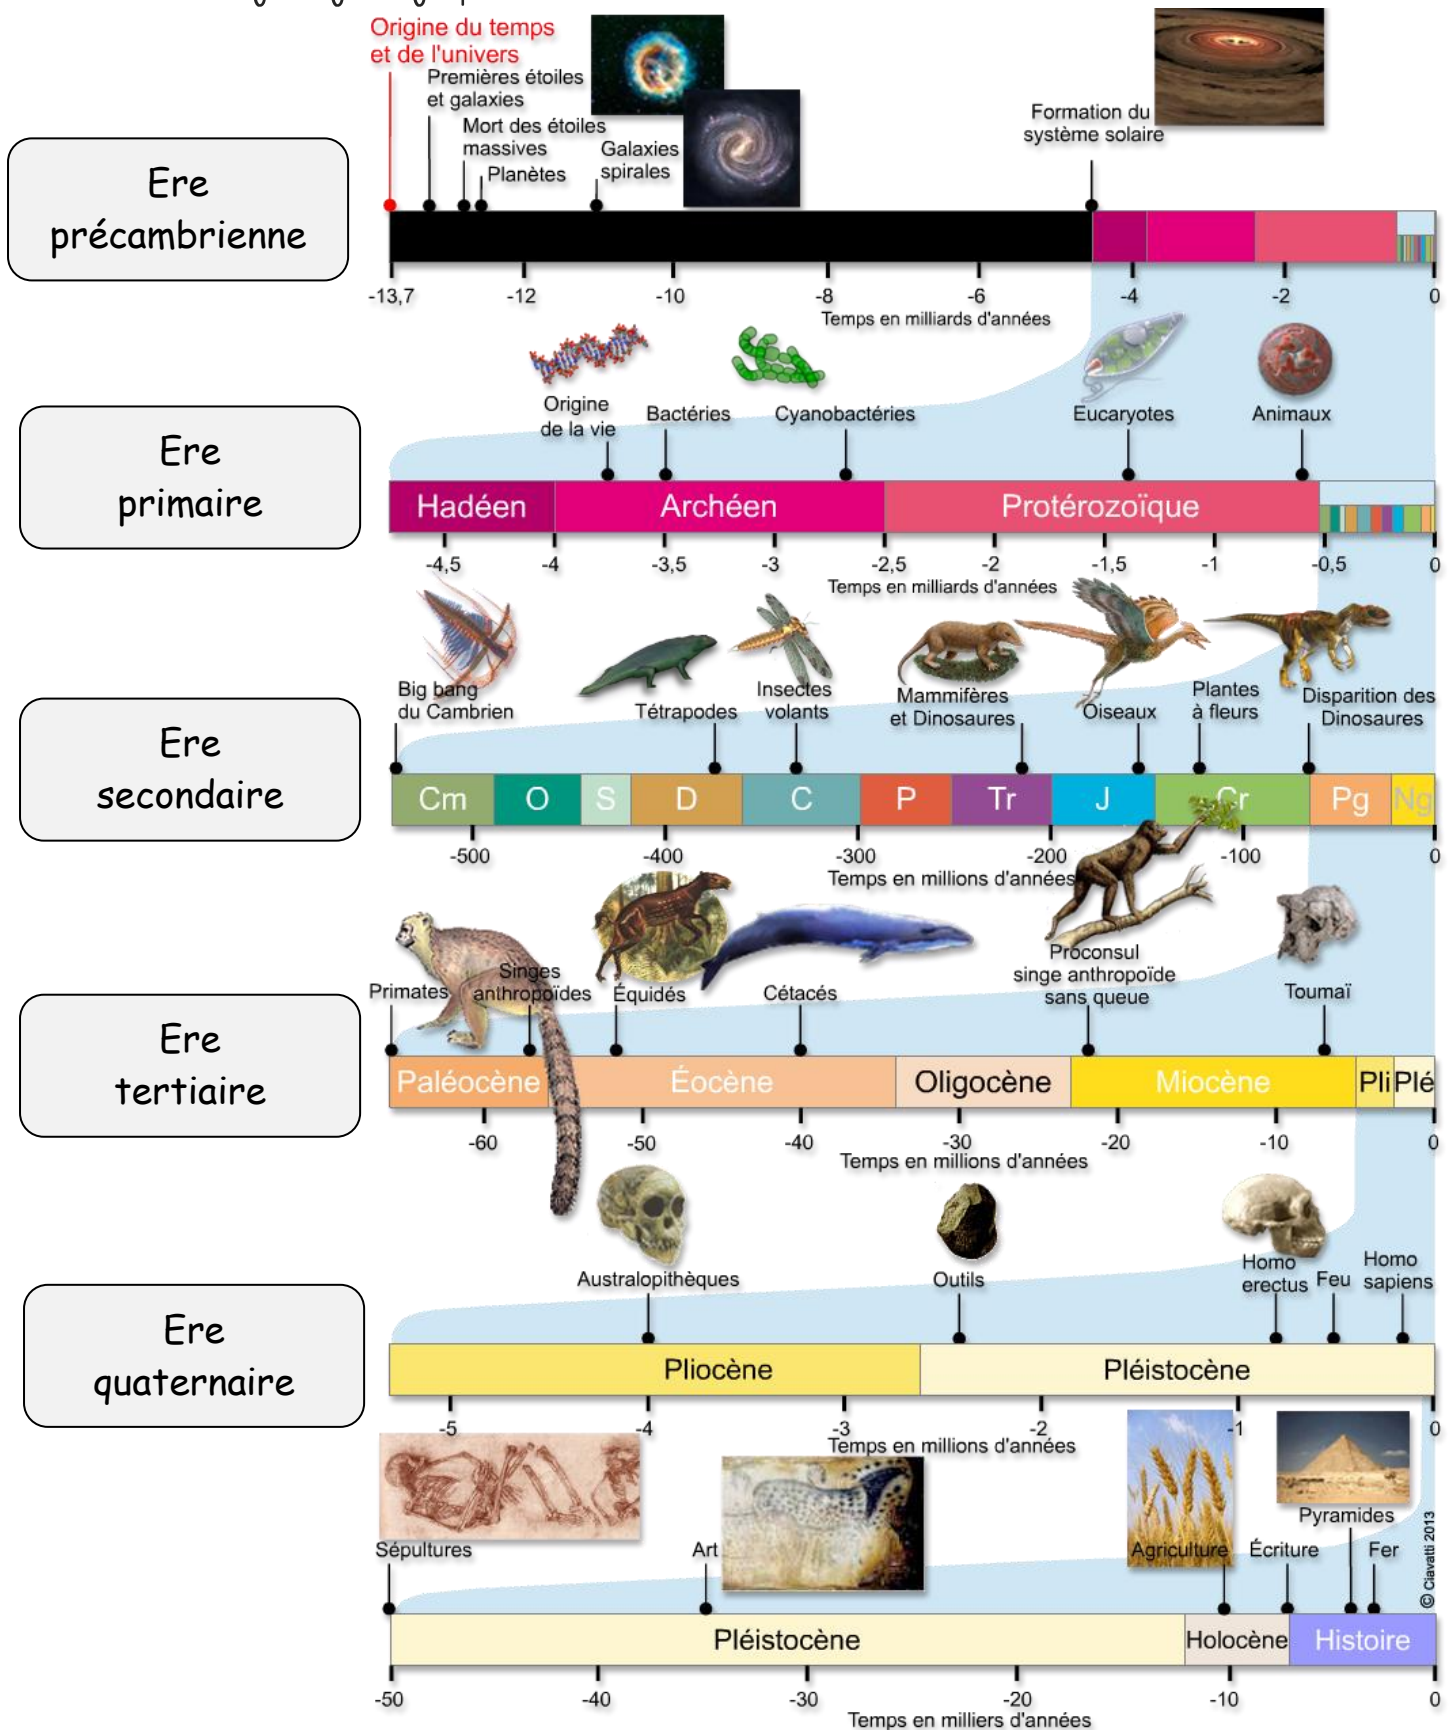 Origine du temps
et de l'univers
Premières étoiles
et galaxies
Mort des étoiles
massives
Planètes
Galaxies
spirales
Formation du
système solaire
Ere
précambrienne
-13,7 -12 -10 -8 -6 -4 -2 0
Temps en milliards d'années
Origine
de la vie
Bactéries
Cyanobactéries
Eucaryotes
Animaux
Ere
primaire
Hadéen Archéen Protérozoïque
-4,5 -4 -3,5 -3 -2,5 -2 -1,5 -1 -0,5 0
Temps en milliards d'années
Big bang
du Cambrien
Tétrapodes
Insectes
volants
Mammifères
et Dinosaures
Oiseaux
Plantes
à fleurs
Disparition des
Dinosaures
Ere
secondaire
Cm O S D C P Tr J Cr Pg Ng
-500 -400 -300 -200 -100 0
Temps en millions d'années
Primates
Singes
anthropoïdes
Équidés
Cétacés
Proconsul
singe anthropoïde
sans queue
Toumaï
Ere
tertiaire
Paléocène Éocène Oligocène Miocène Pli Plé
-60 -50 -40 -30 -20 -10 0
Temps en millions d'années
Australopithèques
Outils
Homo
erectus
Feu
Homo
sapiens
Ere
quaternaire
Pliocène Pléistocène
-5 -4 -3 -2 -1 0
Temps en millions d'années
Sépultures
Art
Agriculture
Écriture
Pyramides
Fer
© Ciavatti 2013
Pléistocène Holocène Histoire
-50 -40 -30 -20 -10 0
Temps en milliers d'années